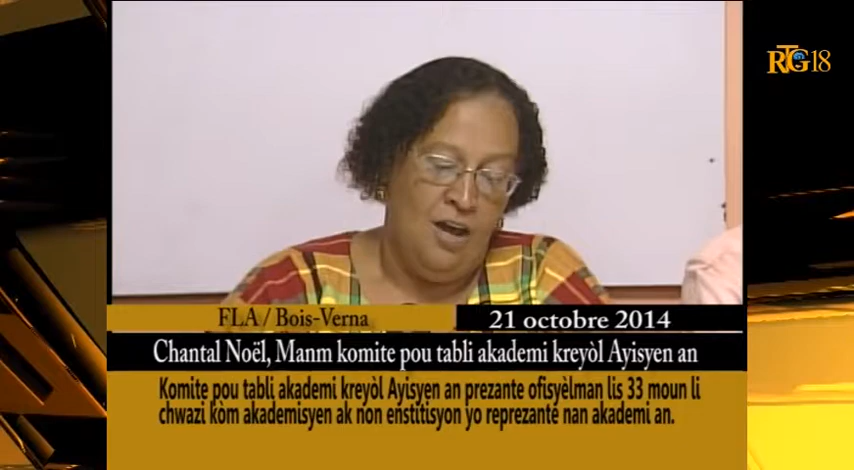 RTG18
FLA / Bois-Verna
21 octobre 2014
Chantal Noël, Manm komite pou tabli akademi kreyòl Ayisyen an
Komite pou tabli akademi kreyòl Ayisyen an prezante ofisyèlman lis 33 moun li
chwazi kòm akademisyen ak non enstitisyon yo reprezante nan akademi an.